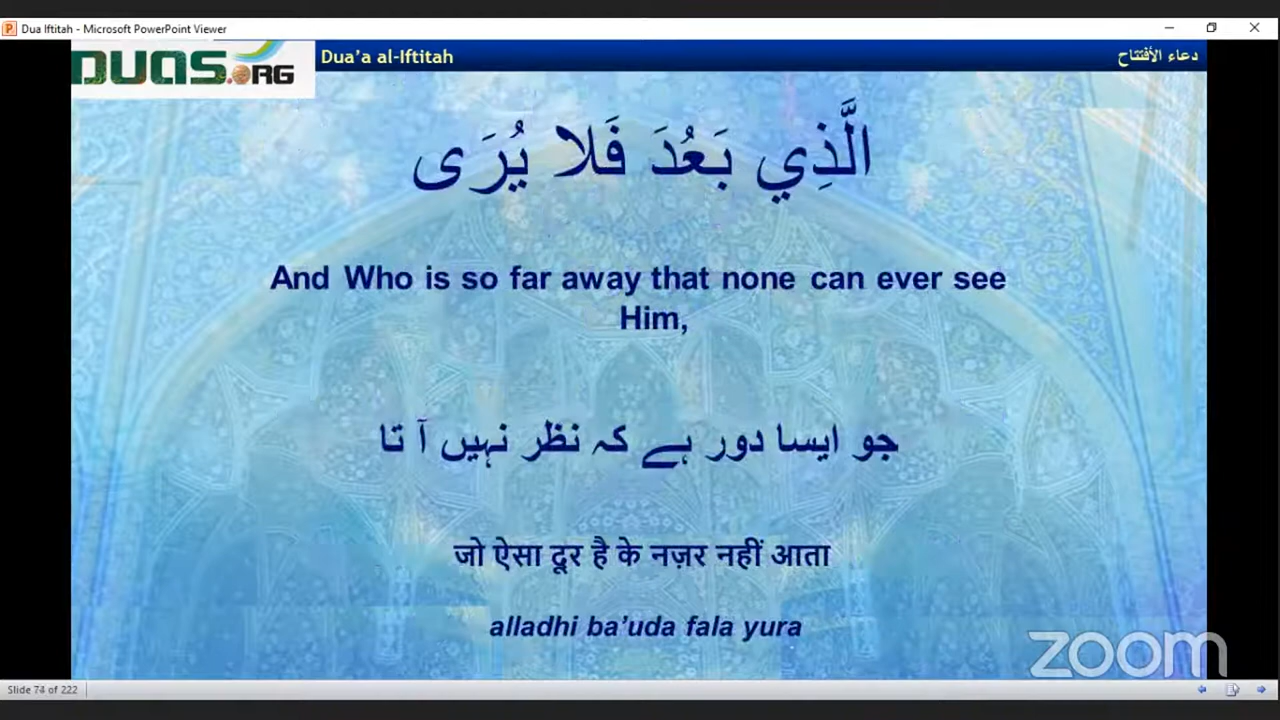 Dua Iftitah - Microsoft PowerPoint Viewer
DUAS.ORG
Dua’a al-Iftitah
دعاء الأفتتاح
الَّذِي بَعُدَ فَلا يُرَى
And Who is so far away that none can ever see
Him,
جو ایسا دور ہے کہ نظر نہیں آ تا
जो ऐसा दूर है के नज़र नहीं आता
alladhi ba’uda fala yura
zoom
Slide 74 of 222